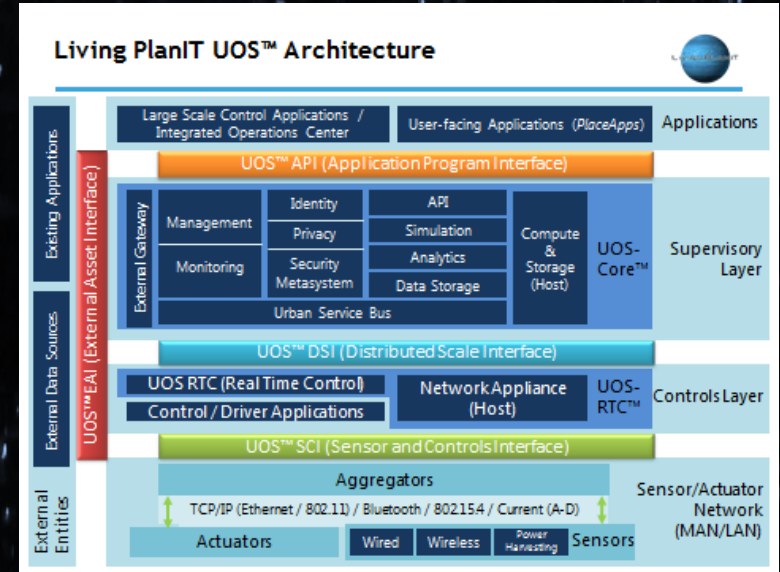 Living PlanIT UOS™ Architecture
Existing Applications
External Data Sources
External
Entities
UOS™EAI (External Asset Interface)
Large Scale Control Applications /
Integrated Operations Center
User-facing Applications (PlaceApps)
Applications
UOS™ API (Application Program Interface)
External Gateway
Management
Monitoring
Identity
Privacy
Security
Metasystem
API
Simulation
Analytics
Data Storage
Urban Service Bus
Compute
&
Storage
(Host)
UOS-
Core™
Supervisory
Layer
UOS™ DSI (Distributed Scale Interface)
UOS RTC (Real Time Control)
Control / Driver Applications
Network Appliance
(Host)
UOS-
RTC™
Controls Layer
UOS™ SCI (Sensor and Controls Interface)
Aggregators
TCP/IP (Ethernet / 802.11) / Bluetooth / 802.15.4 / Current (A-D)
Actuators
Wired
Wireless
Power
Harvesting
Sensors
Sensor/Actuator
Network
(MAN/LAN)